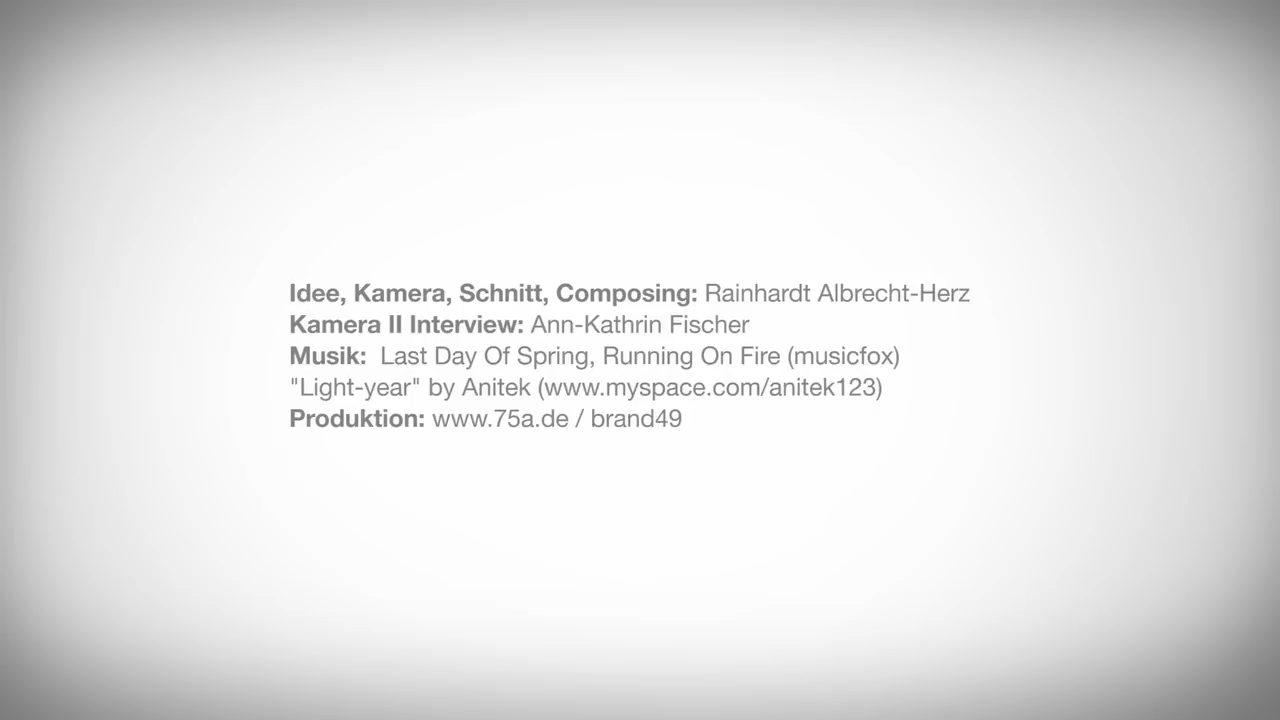 Idee, Kamera, Schnitt, Composing: Rainhardt Albrecht-Herz
Kamera II Interview: Ann-Kathrin Fischer
Musik:  Last Day Of Spring, Running On Fire (musicfox)
"Light-year" by Anitek (www.myspace.com/anitek123)
Produktion: www.75a.de / brand49